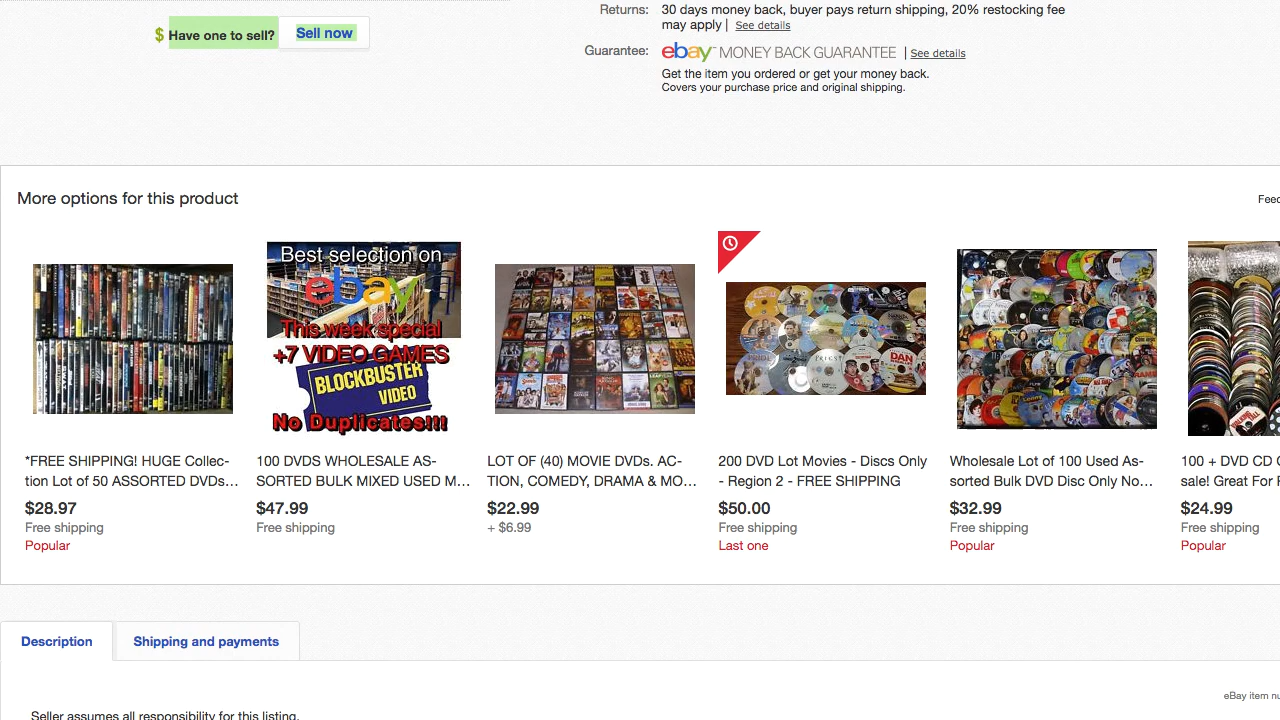 Returns: 30 days money back, buyer pays return shipping, 20% restocking fee
may apply | See details
$ Have one to sell? Sell now
Guarantee: ebay™ MONEY BACK GUARANTEE | See details
Get the item you ordered or get your money back.
Covers your purchase price and original shipping.
More options for this product
Feed
Best selection on
ebay
This week special
+7 VIDEO GAMES
BLOCKBUSTER
VIDEO
No Duplicates!!!
*FREE SHIPPING! HUGE Collec-
tion Lot of 50 ASSORTED DVDs...
$28.97
Free shipping
Popular
100 DVDS WHOLESALE AS-
SORTED BULK MIXED USED M...
$47.99
Free shipping
LOT OF (40) MOVIE DVDs. AC-
TION, COMEDY, DRAMA & MO...
$22.99
+ $6.99
200 DVD Lot Movies - Discs Only
- Region 2 - FREE SHIPPING
$50.00
Free shipping
Last one
Wholesale Lot of 100 Used As-
sorted Bulk DVD Disc Only No...
$32.99
Free shipping
Popular
100 + DVD CD
sale! Great For
$24.99
Free shipping
Popular
Description
Shipping and payments
eBay item nu
Seller assumes all responsibility for this listing.